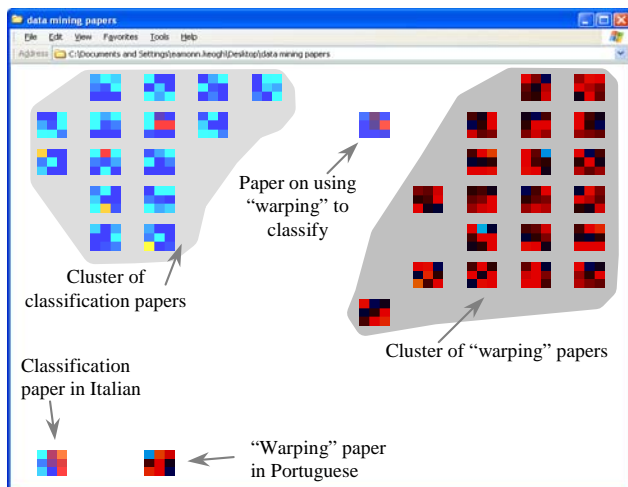 data mining papers
File Edit View Favorites Tools Help
Address C:\Documents and Settings\eamonn.keogh\Desktop\data mining papers
Paper on using
“warping” to
classify
Cluster of
classification papers
Cluster of “warping” papers
Classification
paper in Italian
“Warping” paper
in Portuguese